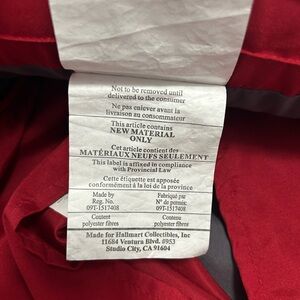 Not to be removed until
delivered to the consumer
Ne pas enlever avant la
livraison au consommateur
This article contains
NEW MATERIAL
ONLY
Cet article contient des
MATÉRIAUX NEUFS SEULEMENT
This label is affixed in compliance
with Provincial Law
Cette étiquette est apposée
conformément à la loi de la province
Made by
Reg. No.
09T-1517408
Fabriqué par
Nº de permis:
09T-1517408
Content
polyester fibres
Contenu
polyester fibres
Made for Hallmart Collectibles, Inc
11684 Ventura Blvd. #953
Studio City, CA 91604